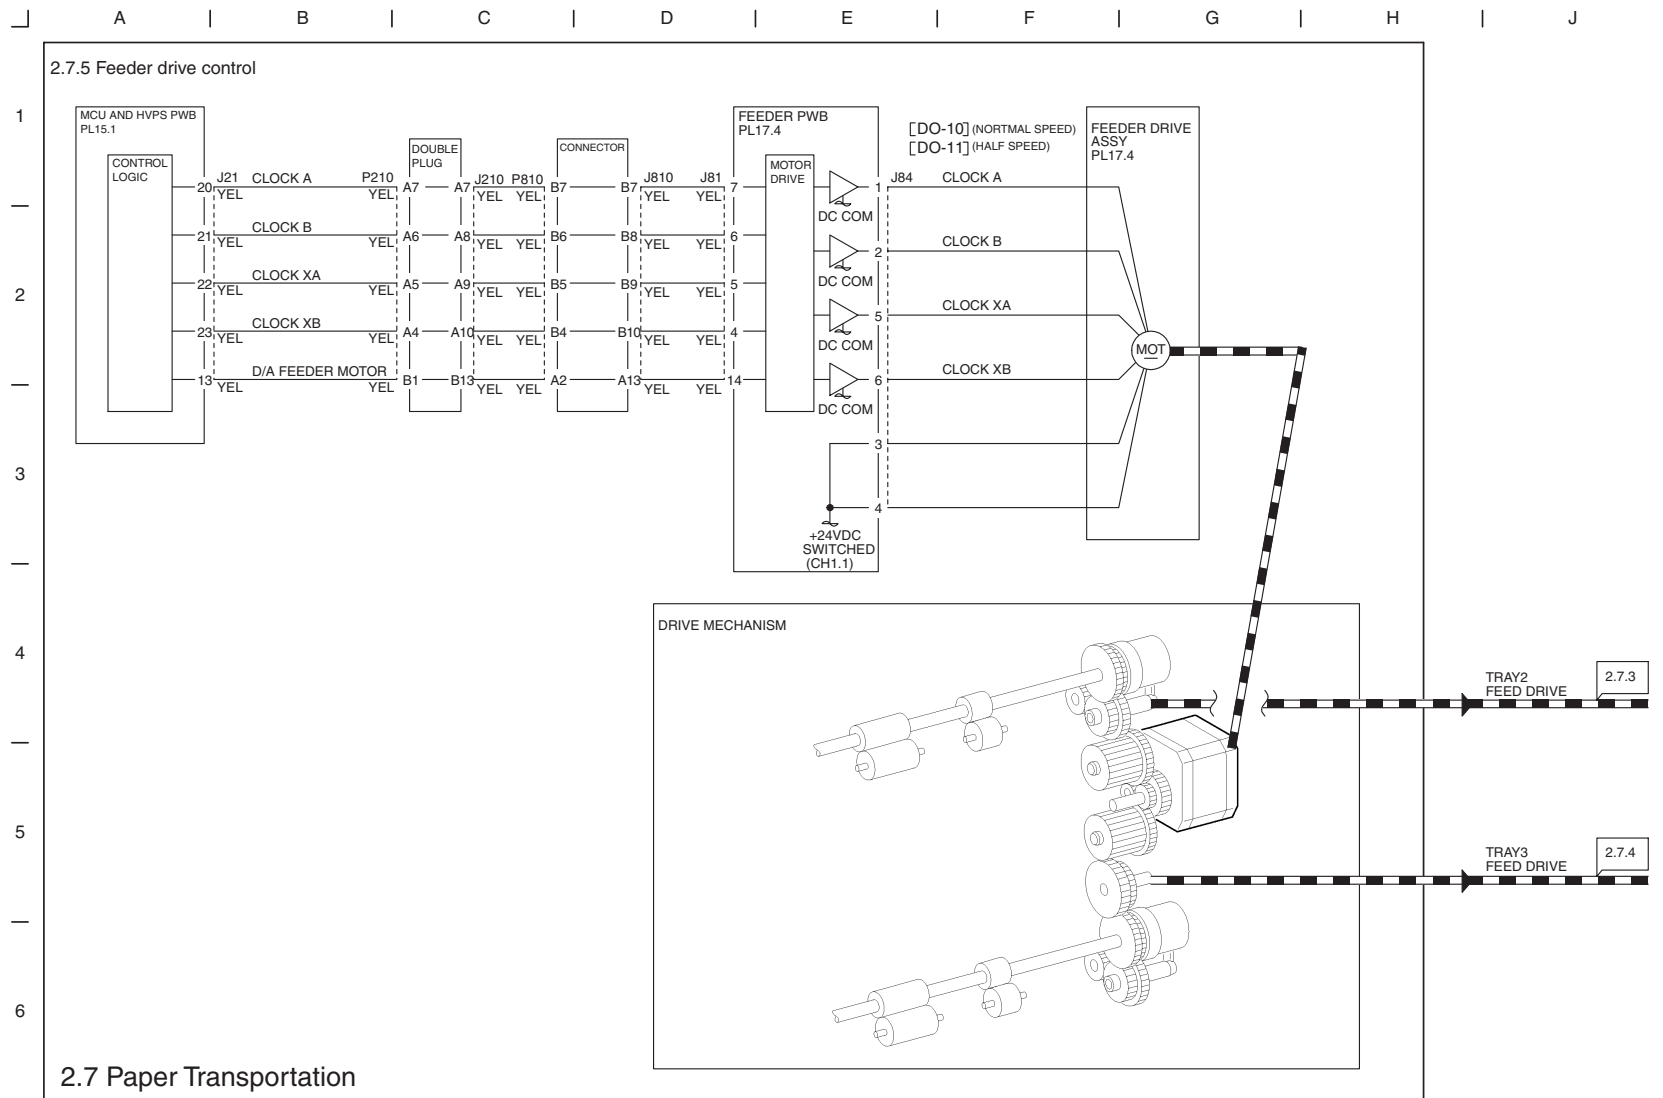 A B C D E F G H J
1
2
3
4
5
6
2.7.5 Feeder drive control
MCU AND HVPS PWB
PL15.1
CONTROL
LOGIC
DOUBLE
PLUG
CONNECTOR
FEEDER PWB
PL17.4
MOTOR
DRIVE
[DO-10] (NORTMAL SPEED)
[DO-11] (HALF SPEED)
FEEDER DRIVE
ASSY
PL17.4
20 J21 CLOCK A P210 A7 A7 J210 P810 B7 B7 J810 J81 7 1 J84 CLOCK A
YEL YEL YEL YEL YEL YEL
DC COM
21 CLOCK B A6 A8 B6 B8 6 2 CLOCK B
YEL YEL YEL YEL YEL YEL
DC COM
22 CLOCK XA A5 A9 B5 B9 5 5 CLOCK XA
YEL YEL YEL YEL YEL YEL
DC COM
23 CLOCK XB A4 A10 B4 B10 4 6 CLOCK XB
YEL YEL YEL YEL YEL YEL
DC COM
13 D/A FEEDER MOTOR B1 B13 A2 A13 14
YEL YEL YEL YEL YEL YEL
MOT
3
4
+24VDC
SWITCHED
(CH1.1)
DRIVE MECHANISM
TRAY2
FEED DRIVE
2.7.3
TRAY3
FEED DRIVE
2.7.4
2.7 Paper Transportation